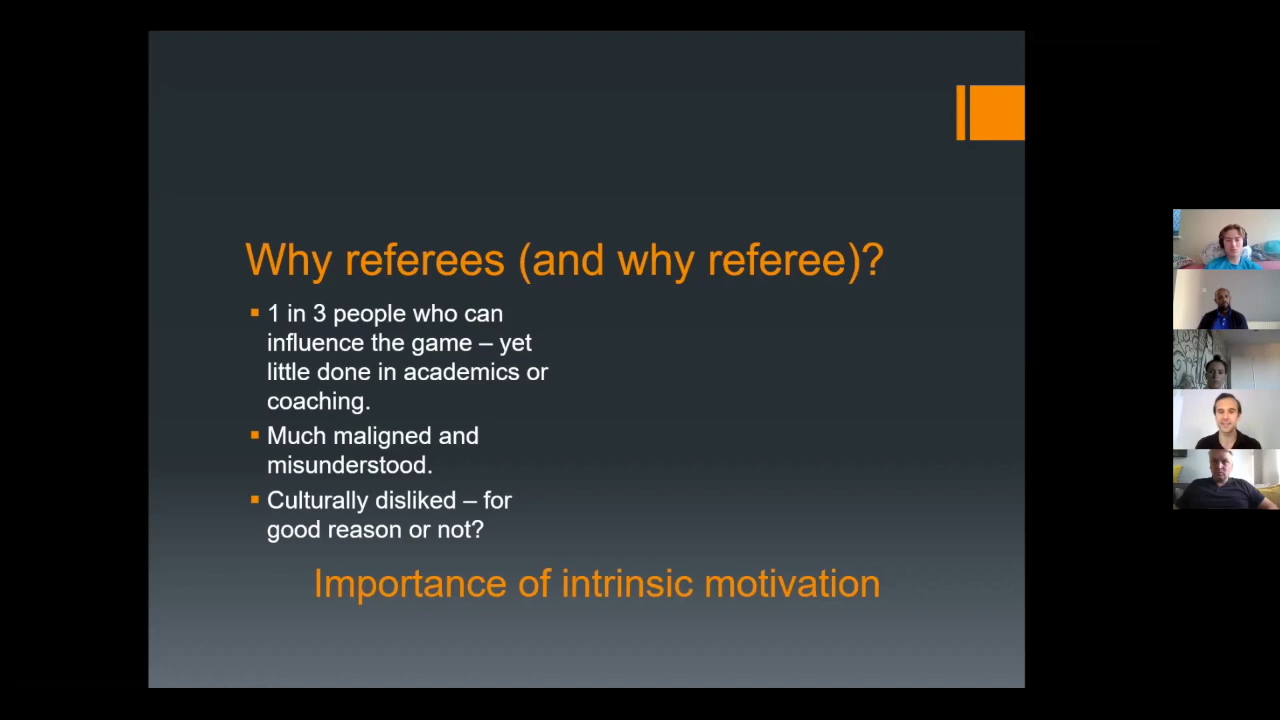 Why referees (and why referee)?
1 in 3 people who can
influence the game – yet
little done in academics or
coaching.
Much maligned and
misunderstood.
Culturally disliked – for
good reason or not?
Importance of intrinsic motivation